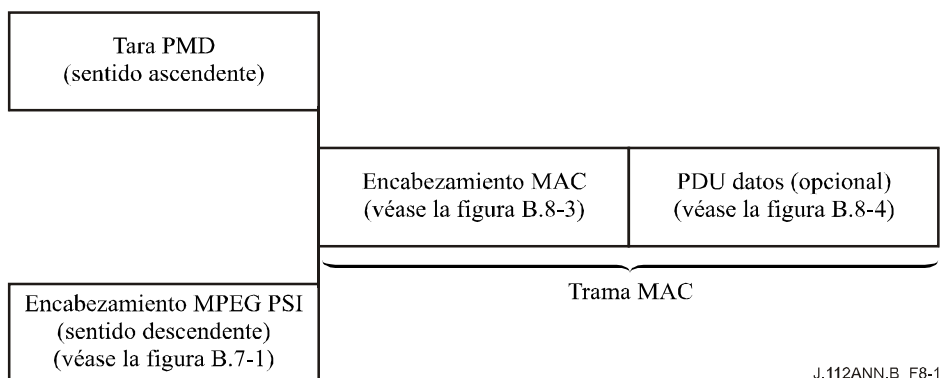 Tara PMD
(sentido ascendente)
Encabezamiento MAC
(véase la figura B.8-3)
PDU datos (opcional)
(véase la figura B.8-4)
Trama MAC
Encabezamiento MPEG PSI
(sentido descendente)
(véase la figura B.7-1)
J.112ANN.B_F8-1